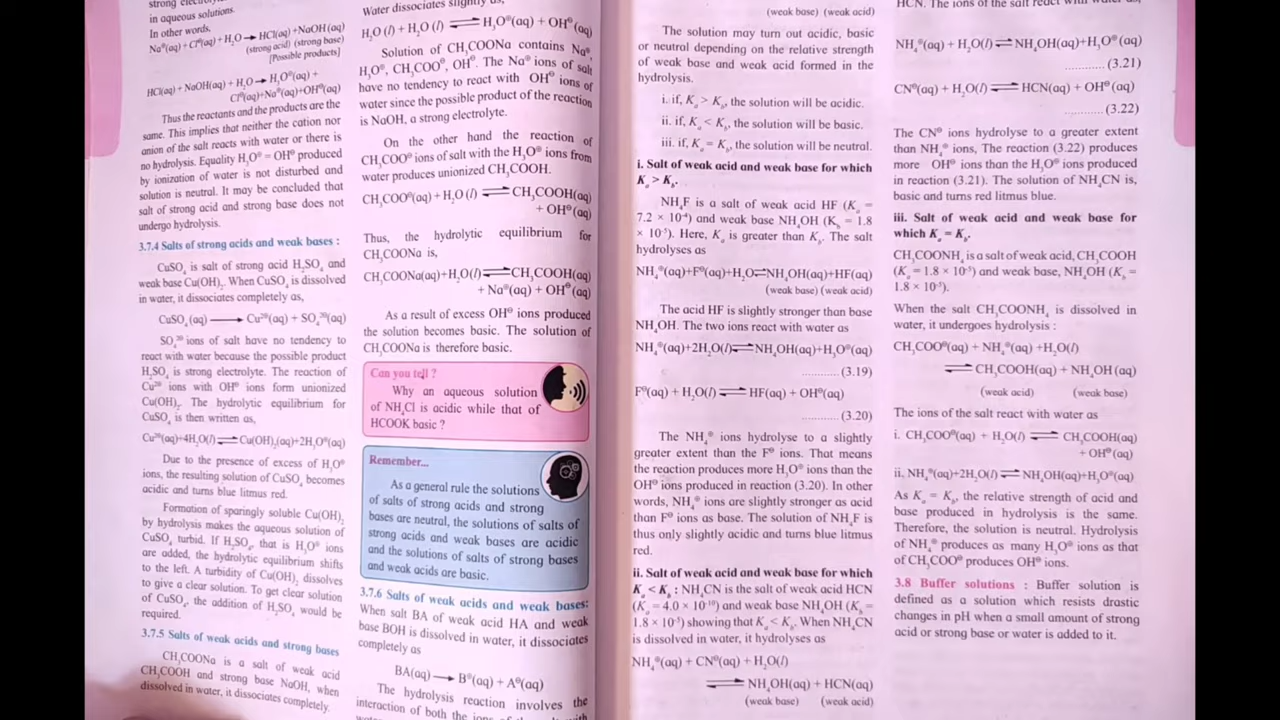 strong
in aqueous solutions.
In other words,
Na⊕(aq) + Cl⊖(aq) + H₂O ⟶ HCl(aq) +NaOH(aq)
(strong acid) (strong base)
[Possible products]
HCl(aq) + NaOH(aq) + H₂O ⟶ H₃O⊕(aq) +
Cl⊖(aq)+Na⊕(aq)+OH⊖(aq)
Thus the reactants and the products are the
same. This implies that neither the cation nor
anion of the salt reacts with water or there is
no hydrolysis. Equality H₃O⊕ = OH⊖ produced
by ionization of water is not disturbed and
solution is neutral. It may be concluded that
salt of strong acid and strong base does not
undergo hydrolysis.
3.7.4 Salts of strong acids and weak bases :
CuSO₄ is salt of strong acid H₂SO₄ and
weak base Cu(OH)₂. When CuSO₄ is dissolved
in water, it dissociates completely as,
CuSO₄(aq) ⟶ Cu²⊕(aq) + SO₄²⊖(aq)
SO₄²⊖ ions of salt have no tendency to
react with water because the possible product
H₂SO₄ is strong electrolyte. The reaction of
Cu²⊕ ions with OH⊖ ions form unionized
Cu(OH)₂. The hydrolytic equilibrium for
CuSO₄ is then written as,
Cu²⊕(aq)+4H₂O(l) ⇌ Cu(OH)₂(aq)+2H₃O⊕(aq)
Due to the presence of excess of H₃O⊕
ions, the resulting solution of CuSO₄ becomes
acidic and turns blue litmus red.
Formation of sparingly soluble Cu(OH)₂
by hydrolysis makes the aqueous solution of
CuSO₄ turbid. If H₂SO₄, that is H₃O⊕ ions
are added, the hydrolytic equilibrium shifts
to the left. A turbidity of Cu(OH)₂ dissolves
to give a clear solution. To get clear solution
of CuSO₄, the addition of H₂SO₄ would be
required.
3.7.5 Salts of weak acids and strong bases
CH₃COONa is a salt of weak acid
CH₃COOH and strong base NaOH, when
dissolved in water, it dissociates completely.
Water dissociates slightly as,
H₂O (l) + H₂O (l) ⇌ H₃O⊕(aq) + OH⊖(aq)
Solution of CH₃COONa contains Na⊕,
H₃O⊕, CH₃COO⊖, OH⊖. The Na⊕ ions of salt
have no tendency to react with OH⊖ ions of
water since the possible product of the reaction
is NaOH, a strong electrolyte.
On the other hand the reaction of
CH₃COO⊖ ions of salt with the H₃O⊕ ions from
water produces unionized CH₃COOH.
CH₃COO⊖(aq) + H₂O (l) ⇌ CH₃COOH(aq)
+ OH⊖(aq)
Thus, the hydrolytic equilibrium for
CH₃COONa is,
CH₃COONa(aq)+H₂O(l) ⇌ CH₃COOH(aq)
+ Na⊕(aq) + OH⊖(aq)
As a result of excess OH⊖ ions produced
the solution becomes basic. The solution of
CH₃COONa is therefore basic.
Can you tell ?
Why an aqueous solution
of NH₄Cl is acidic while that of
HCOOK basic ?
Remember...
As a general rule the solutions
of salts of strong acids and strong
bases are neutral, the solutions of salts of
strong acids and weak bases are acidic
and the solutions of salts of strong bases
and weak acids are basic.
3.7.6 Salts of weak acids and weak bases:
When salt BA of weak acid HA and weak
base BOH is dissolved in water, it dissociates
completely as
BA(aq) ⟶ B⊕(aq) + A⊖(aq)
The hydrolysis reaction involves the
interaction of both the ions of the
(weak base) (weak acid)
The solution may turn out acidic, basic
or neutral depending on the relative strength
of weak base and weak acid formed in the
hydrolysis.
i. if, Kₐ > K_b, the solution will be acidic.
ii. if, Kₐ < K_b, the solution will be basic.
iii. if, Kₐ = K_b, the solution will be neutral.
i. Salt of weak acid and weak base for which
Kₐ > K_b.
NH₄F is a salt of weak acid HF (Kₐ =
7.2 × 10⁻⁴) and weak base NH₄OH (K_b = 1.8
× 10⁻⁵). Here, Kₐ is greater than K_b. The salt
hydrolyses as
NH₄⊕(aq)+F⊖(aq)+H₂O⇌NH₄OH(aq)+HF(aq)
(weak base) (weak acid)
The acid HF is slightly stronger than base
NH₄OH. The two ions react with water as
NH₄⊕(aq)+2H₂O(l)⇌NH₄OH(aq)+H₃O⊕(aq)
............ (3.19)
F⊖(aq) + H₂O(l) ⇌ HF(aq) + OH⊖(aq)
............ (3.20)
The NH₄⊕ ions hydrolyse to a slightly
greater extent than the F⊖ ions. That means
the reaction produces more H₃O⊕ ions than the
OH⊖ ions produced in reaction (3.20). In other
words, NH₄⊕ ions are slightly stronger as acid
than F⊖ ions as base. The solution of NH₄F is
thus only slightly acidic and turns blue litmus
red.
ii. Salt of weak acid and weak base for which
Kₐ < K_b : NH₄CN is the salt of weak acid HCN
(Kₐ = 4.0 × 10⁻¹⁰) and weak base NH₄OH (K_b =
1.8 × 10⁻⁵) showing that Kₐ < K_b. When NH₄CN
is dissolved in water, it hydrolyses as
NH₄⊕(aq) + CN⊖(aq) + H₂O(l)
⇌ NH₄OH(aq) + HCN(aq)
(weak base) (weak acid)
HCN. The ions of the salt react with water as,
NH₄⊕(aq) + H₂O(l) ⇌ NH₄OH(aq)+H₃O⊕(aq)
............ (3.21)
CN⊖(aq) + H₂O(l) ⇌ HCN(aq) + OH⊖(aq)
............ (3.22)
The CN⊖ ions hydrolyse to a greater extent
than NH₄⊕ ions, The reaction (3.22) produces
more OH⊖ ions than the H₃O⊕ ions produced
in reaction (3.21). The solution of NH₄CN is,
basic and turns red litmus blue.
iii. Salt of weak acid and weak base for
which Kₐ = K_b.
CH₃COONH₄ is a salt of weak acid, CH₃COOH
(Kₐ = 1.8 × 10⁻⁵) and weak base, NH₄OH (K_b =
1.8 × 10⁻⁵).
When the salt CH₃COONH₄ is dissolved in
water, it undergoes hydrolysis :
CH₃COO⊖(aq) + NH₄⊕(aq) +H₂O(l)
⇌ CH₃COOH(aq) + NH₄OH(aq)
(weak acid) (weak base)
The ions of the salt react with water as
i. CH₃COO⊖(aq) + H₂O(l) ⇌ CH₃COOH(aq)
+ OH⊖(aq)
ii. NH₄⊕(aq)+2H₂O(l) ⇌ NH₄OH(aq)+H₃O⊕(aq)
As Kₐ = K_b, the relative strength of acid and
base produced in hydrolysis is the same.
Therefore, the solution is neutral. Hydrolysis
of NH₄⊕ produces as many H₃O⊕ ions as that
of CH₃COO⊖ produces OH⊖ ions.
3.8 Buffer solutions : Buffer solution is
defined as a solution which resists drastic
changes in pH when a small amount of strong
acid or strong base or water is added to it.